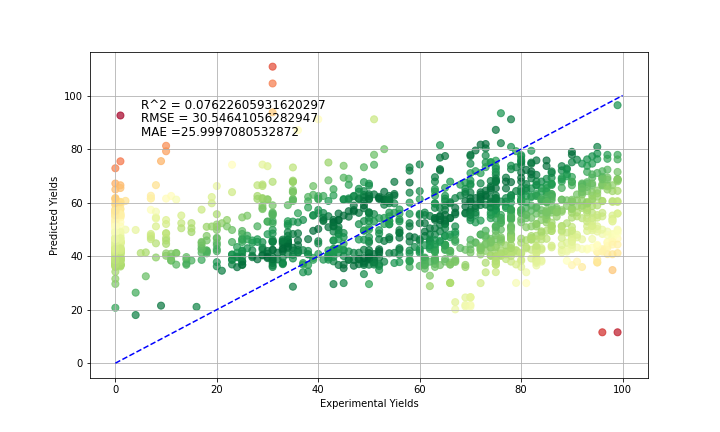 R^2 = 0.07622605931620297
RMSE = 30.54641056282947
MAE =25.9997080532872
100
80
60
40
20
0
Predicted Yields
0
20
40
60
80
100
Experimental Yields